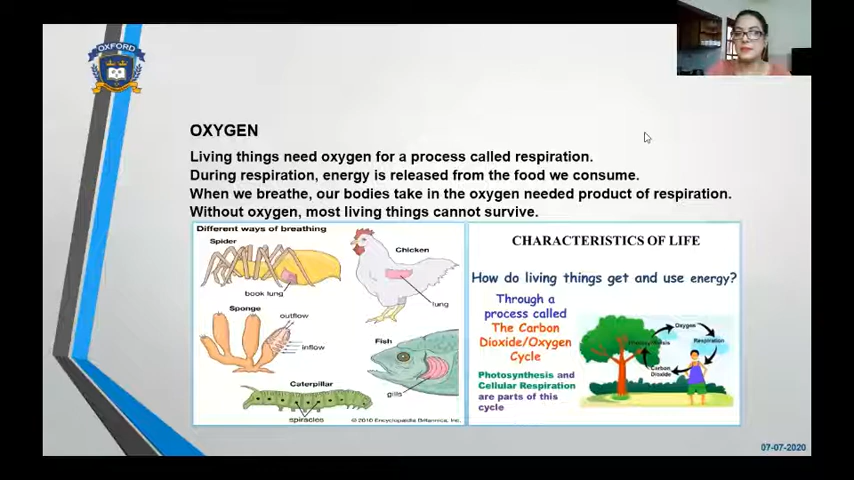 OXFORD
OXYGEN
Living things need oxygen for a process called respiration.
During respiration, energy is released from the food we consume.
When we breathe, our bodies take in the oxygen needed product of respiration.
Without oxygen, most living things cannot survive.
Different ways of breathing
Spider
book lung
Chicken
lung
Sponge
outflow
inflow
Fish
gills
Caterpillar
spiracles
© 2010 Encyclopædia Britannica, Inc.
CHARACTERISTICS OF LIFE
How do living things get and use energy?
Through a
process called
The Carbon
Dioxide/Oxygen
Cycle
Photosynthesis and
Cellular Respiration
are parts of this
cycle
Oxygen
Photosynthesis
Respiration
Carbon
Dioxide
07-07-2020